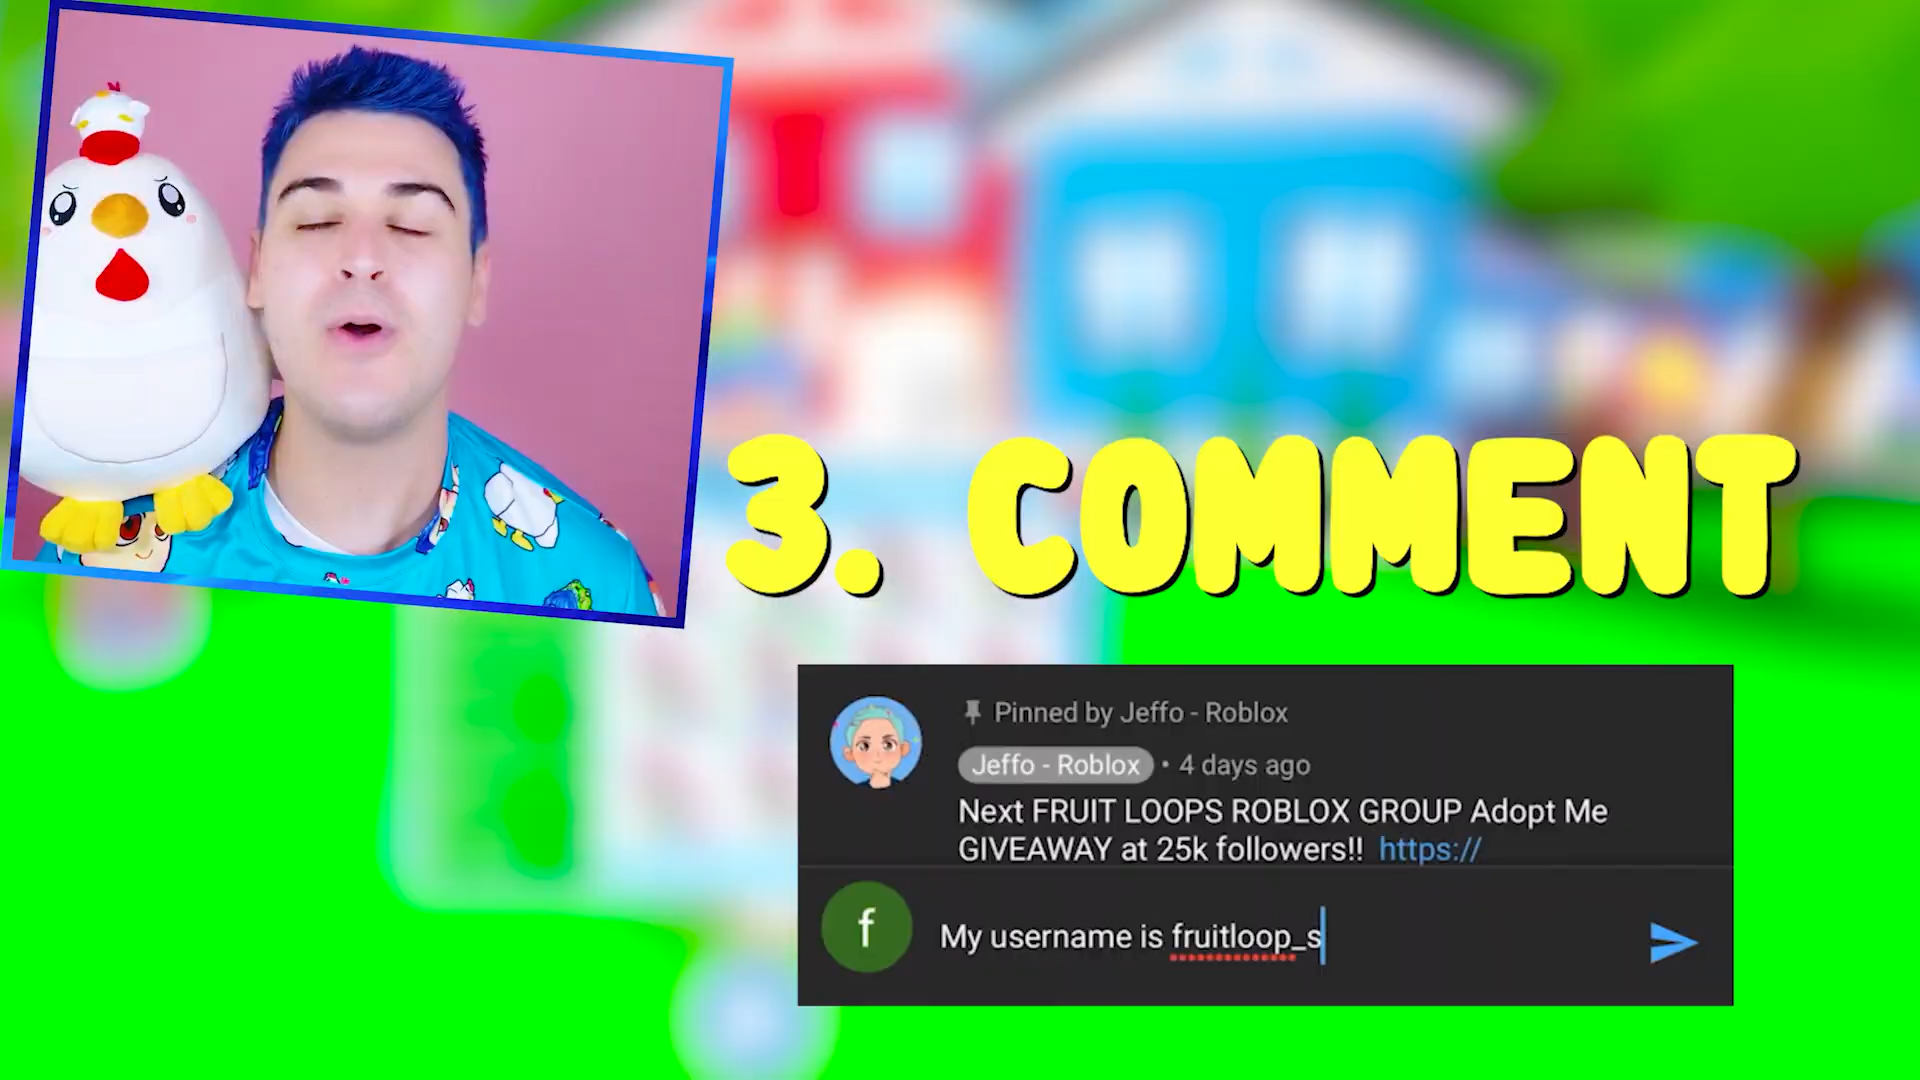 3. COMMENT
Pinned by Jeffo - Roblox
Jeffo - Roblox • 4 days ago
Next FRUIT LOOPS ROBLOX GROUP Adopt Me
GIVEAWAY at 25k followers!! https://
f
My username is fruitloop_s